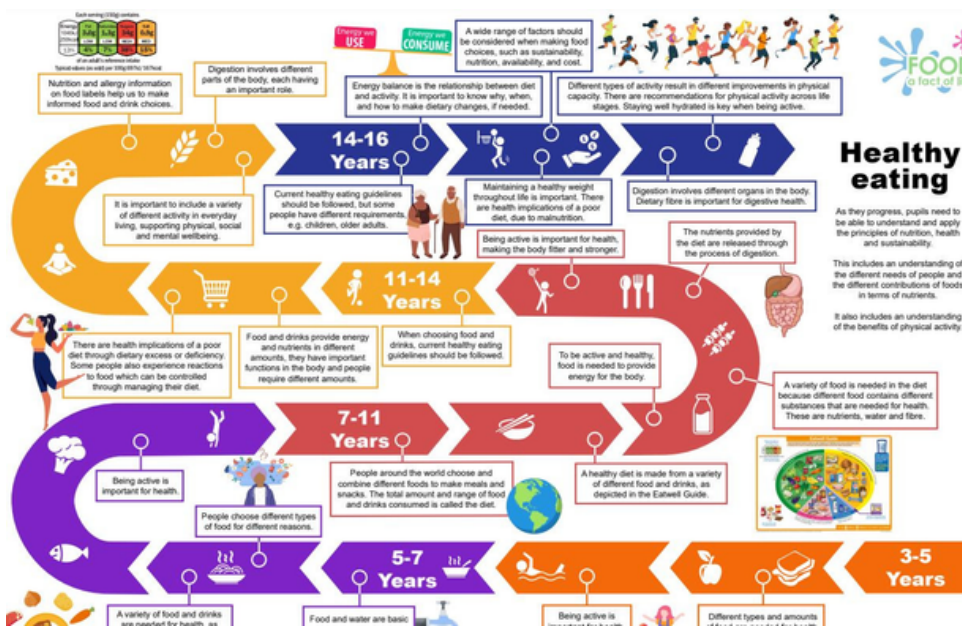 Each serving (150g) contains
of an adult's reference intake
Energy we
USE
Energy we
CONSUME
A wide range of factors should
be considered when making food
choices, such as sustainability,
nutrition, availability, and cost.
FOOD
a fact of li
Nutrition and allergy information
on food labels help us to make
informed food and drink choices.
Digestion involves different
parts of the body, each having
an important role.
Energy balance is the relationship between diet
and activity. It is important to know why, when,
and how to make dietary changes, if needed.
Different types of activity result in different improvements in physical
capacity. There are recommendations for physical activity across life
stages. Staying well hydrated is key when being active.
14-16
Years
It is important to include a variety
of different activity in everyday
living, supporting physical, social
and mental wellbeing.
Current healthy eating guidelines
should be followed, but some
people have different requirements,
e.g. children, older adults.
Maintaining a healthy weight
throughout life is important. There
are health implications of a poor
diet, due to malnutrition.
Digestion involves different organs in the body.
Dietary fibre is important for digestive health.
Healthy
eating
As they progress, pupils need to
be able to understand and apply
the principles of nutrition, health
and sustainability.
This includes an understanding of
the different needs of people and
the different contributions of foods
in terms of nutrients.
It also includes an understanding
of the benefits of physical activity.
Being active is important for health,
making the body fitter and stronger.
The nutrients provided by
the diet are released through
the process of digestion.
11-14
Years
There are health implications of a poor
diet through dietary excess or deficiency.
Some people also experience reactions
to food which can be controlled
through managing their diet.
Food and drinks provide energy
and nutrients in different
amounts, they have important
functions in the body and people
require different amounts.
When choosing food and
drinks, current healthy eating
guidelines should be followed.
To be active and healthy,
food is needed to provide
energy for the body.
A variety of food is needed in the diet
because different food contains different
substances that are needed for health.
These are nutrients, water and fibre.
7-11
Years
Being active is
important for health.
People choose different types
of food for different reasons.
People around the world choose and
combine different foods to make meals and
snacks. The total amount and range of food
and drinks consumed is called the diet.
A healthy diet is made from a variety
of different food and drinks, as
depicted in the Eatwell Guide.
5-7
Years
3-5
Years
A variety of food and drinks
are needed for health, as
Food and water are basic
Being active is
important for health
Different types and amounts
of food are needed for health